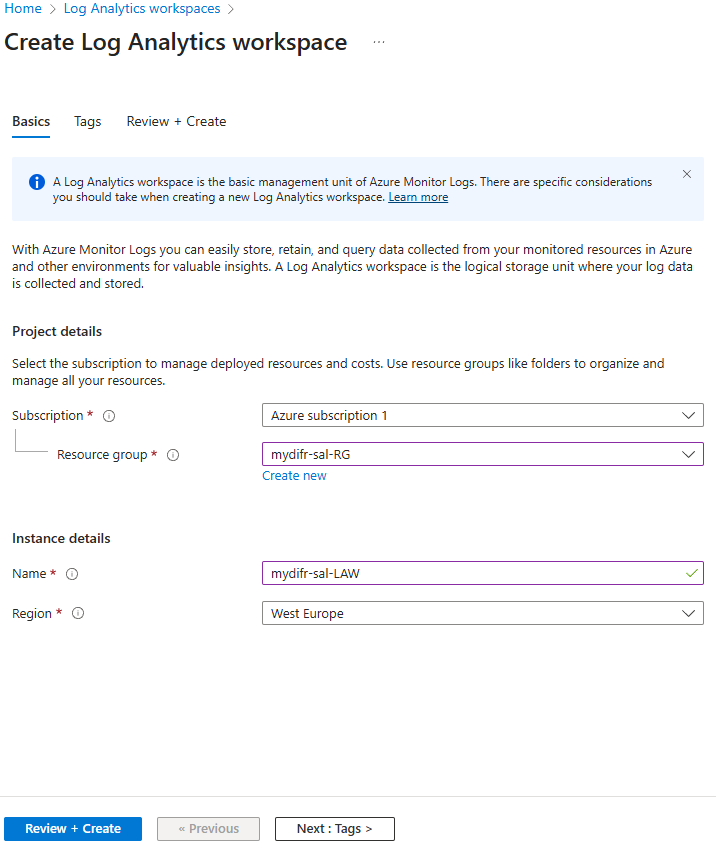 Home > Log Analytics workspaces >
Create Log Analytics workspace ...
Basics Tags Review + Create
A Log Analytics workspace is the basic management unit of Azure Monitor Logs. There are specific considerations
you should take when creating a new Log Analytics workspace. Learn more
With Azure Monitor Logs you can easily store, retain, and query data collected from your monitored resources in Azure
and other environments for valuable insights. A Log Analytics workspace is the logical storage unit where your log data
is collected and stored.
Project details
Select the subscription to manage deployed resources and costs. Use resource groups like folders to organize and
manage all your resources.
Subscription * Azure subscription 1
Resource group * mydifr-sal-RG
Create new
Instance details
Name * mydifr-sal-LAW
Region * West Europe
Review + Create « Previous Next : Tags >